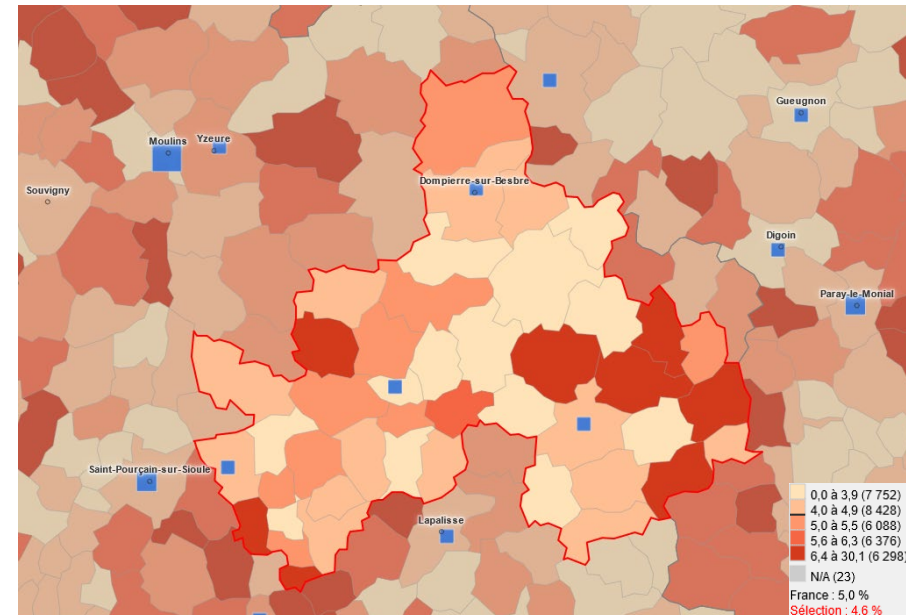 Gueugnon
Moulins
Yzeure
Dompierre-sur-Besbre
Souvigny
Digoin
Paray-le-Monial
Saint-Pourçain-sur-Sioule
Lapalisse
0,0 à 3,9 (7 752)
4,0 à 4,9 (8 428)
5,0 à 5,5 (6 088)
5,6 à 6,3 (6 376)
6,4 à 30,1 (6 298)
N/A (23)
France : 5,0 %
Sélection : 4,6 %